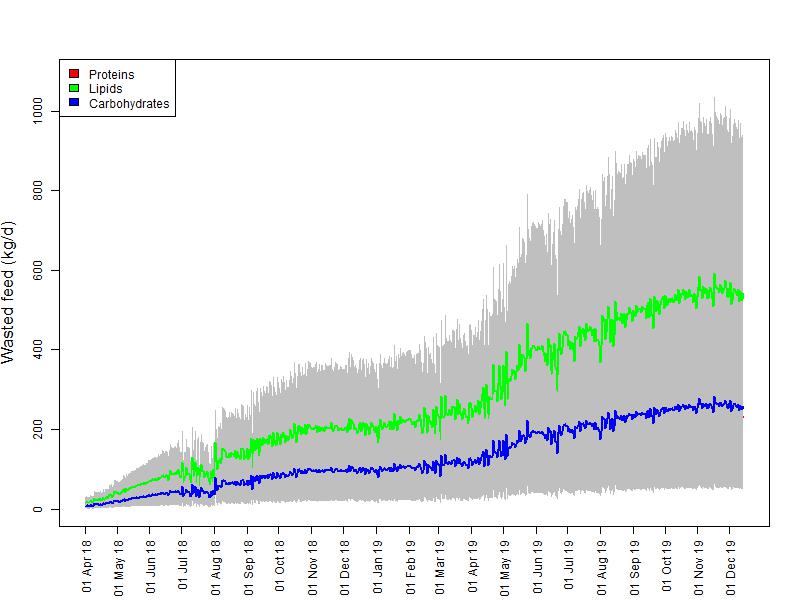 Proteins
Lipids
Carbohydrates
Wasted feed (kg/d)
1000
800
600
400
200
0
01 Apr 18
01 May 18
01 Jun 18
01 Jul 18
01 Aug 18
01 Sep 18
01 Oct 18
01 Nov 18
01 Dec 18
01 Jan 19
01 Feb 19
01 Mar 19
01 Apr 19
01 May 19
01 Jun 19
01 Jul 19
01 Aug 19
01 Sep 19
01 Oct 19
01 Nov 19
01 Dec 19